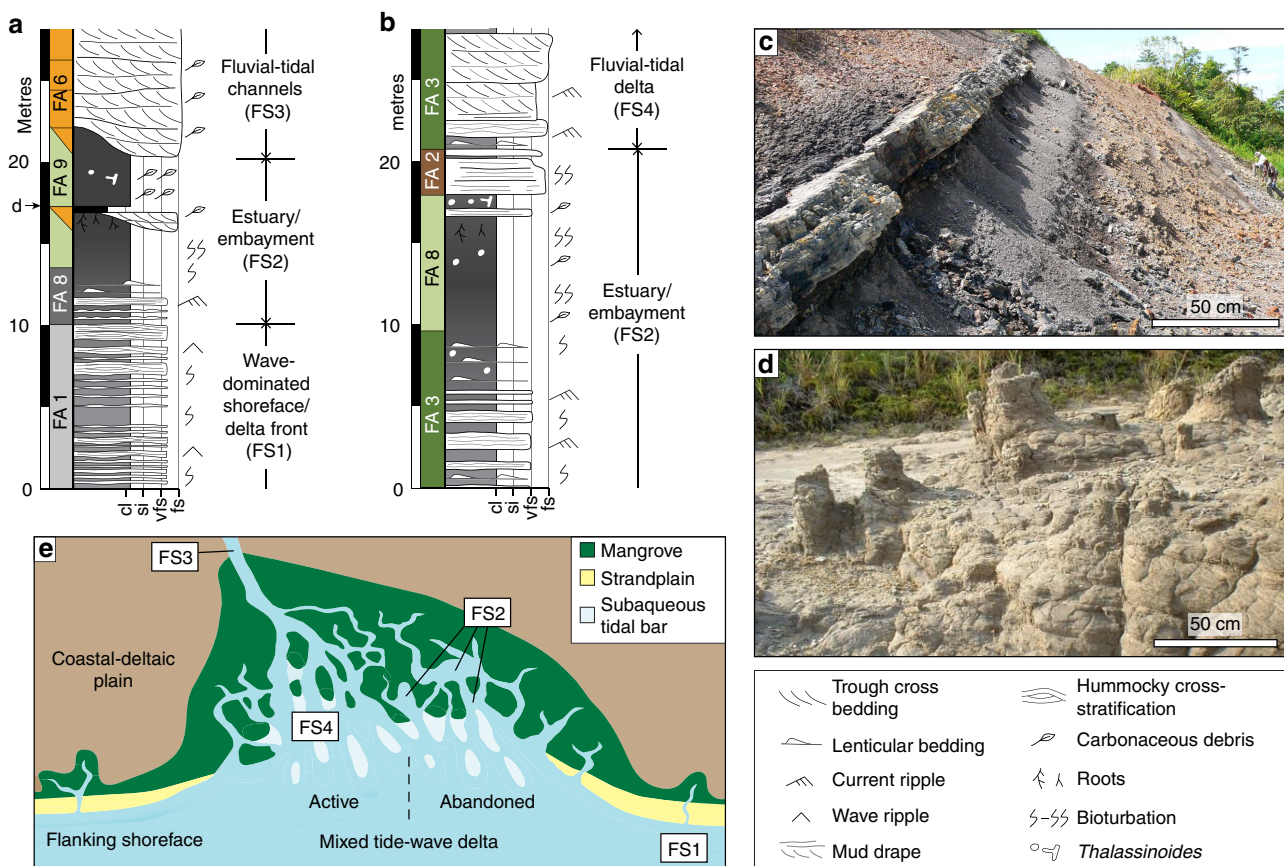 a
Metres
20
d
10
0
FA 6
FA 9
FA 8
FA 1
Fluvial-tidal
channels
(FS3)
Estuary/
embayment
(FS2)
Wave-
dominated
shoreface/
delta front
(FS1)
cl
si
vfs
fs
b
metres
20
10
0
FA 3
FA 2
FA 8
FA 3
Fluvial-tidal
delta
(FS4)
Estuary/
embayment
(FS2)
cl
si
vfs
fs
c
50 cm
d
50 cm
e
FS3
Mangrove
Strandplain
Subaqueous
tidal bar
FS2
Coastal-deltaic
plain
FS4
Active
Abandoned
Flanking shoreface
Mixed tide-wave delta
FS1
Trough cross
bedding
Lenticular bedding
Current ripple
Wave ripple
Mud drape
Hummocky cross-
stratification
Carbonaceous debris
Roots
Bioturbation
Thalassinoides